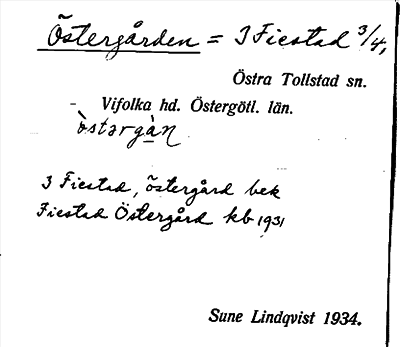 Östergården = 3 Fiestad 3/4,
Östra Tollstad sn.
- Vifolka hd. Östergötl. län.
òstərgàn
3 Fiestad, östergård bek
Fiestad Östergård kb 1931
Sune Lindqvist 1934.